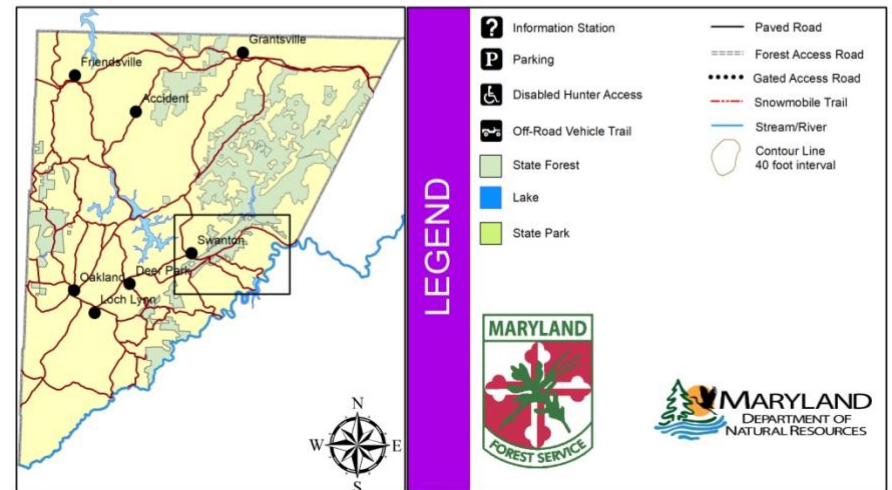 Grantsville
Friendsville
Accident
Swanton
Deer Park
Oakland
Loch Lynn
N
W
E
S
LEGEND
? Information Station
P Parking
Disabled Hunter Access
Off-Road Vehicle Trail
State Forest
Lake
State Park
Paved Road
Forest Access Road
Gated Access Road
Snowmobile Trail
Stream/River
Contour Line
40 foot interval
MARYLAND
FOREST SERVICE
MARYLAND
DEPARTMENT OF
NATURAL RESOURCES